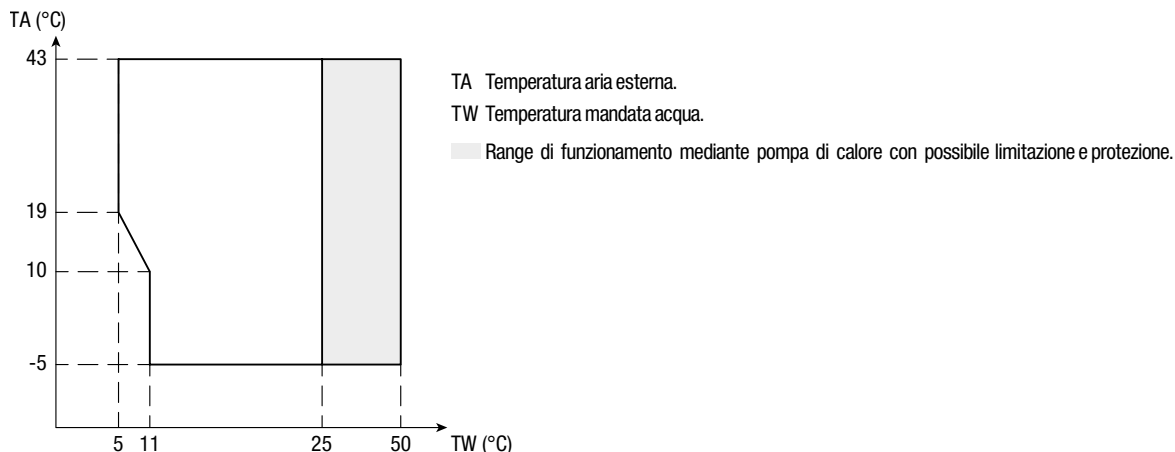 TA (°C)
43
19
10
-5
5 11 25 50 TW (°C)
TA Temperatura aria esterna.
TW Temperatura mandata acqua.
Range di funzionamento mediante pompa di calore con possibile limitazione e protezione.